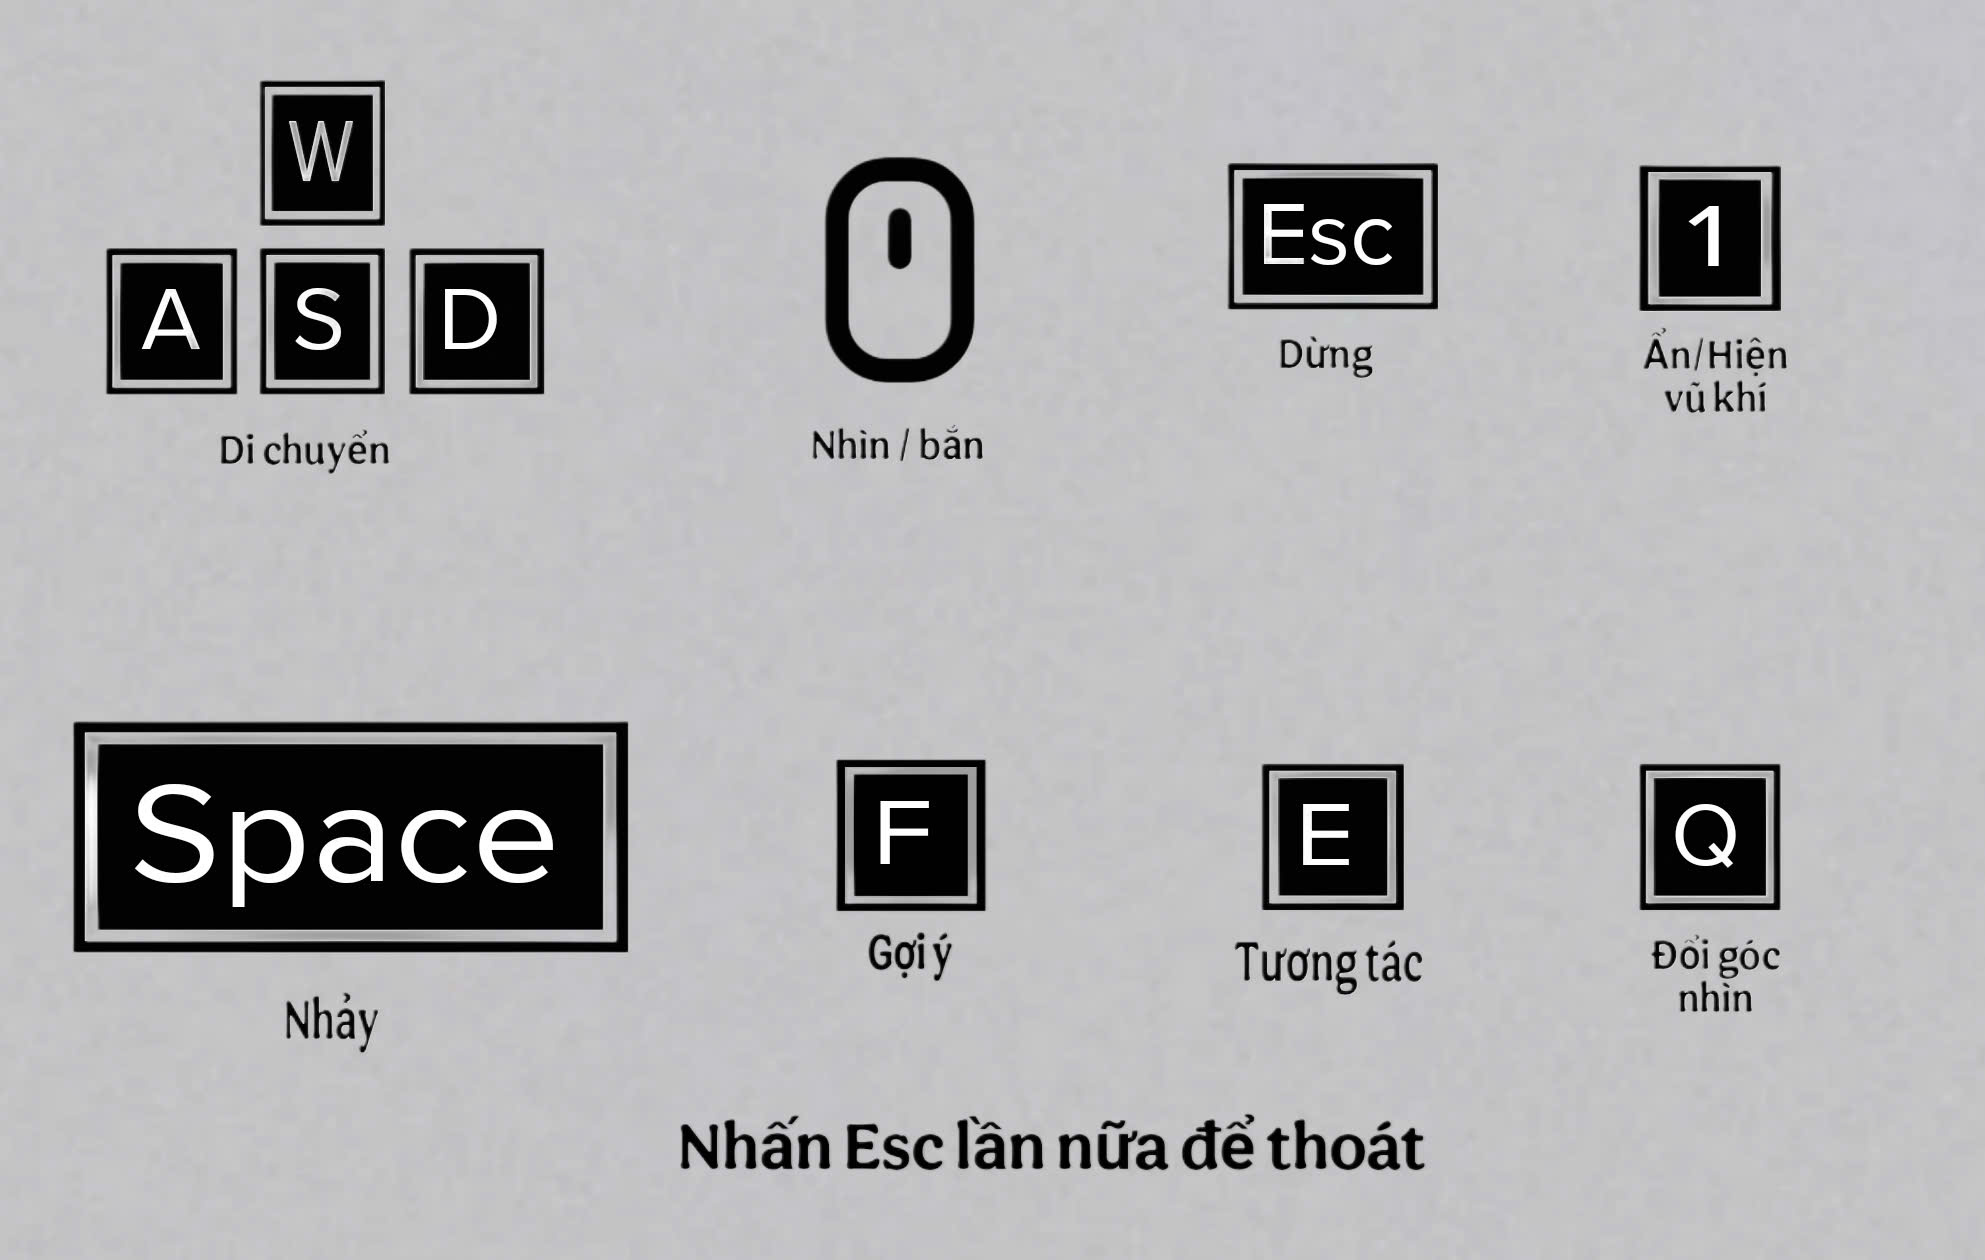 W
A S D
Di chuyển
Nhìn / bắn
Esc
Dừng
1
Ẩn/Hiện
vũ khí
Space
Nhảy
F
Gợi ý
E
Tương tác
Q
Đổi góc
nhìn
Nhấn Esc lần nữa để thoát